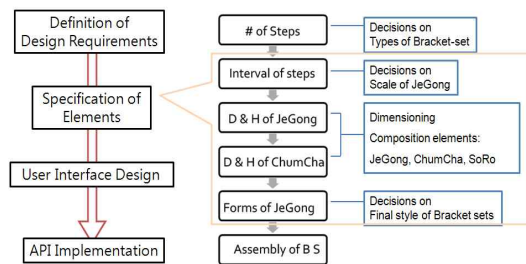 Definition of
Design Requirements
Specification of
Elements
User Interface Design
API Implementation
# of Steps
Interval of steps
D & H of JeGong
D & H of ChumCha
Forms of JeGong
Assembly of B S
Decisions on
Types of Bracket-set
Decisions on
Scale of JeGong
Dimensioning
Composition elements:
JeGong, ChumCha, SoRo
Decisions on
Final style of Bracket sets